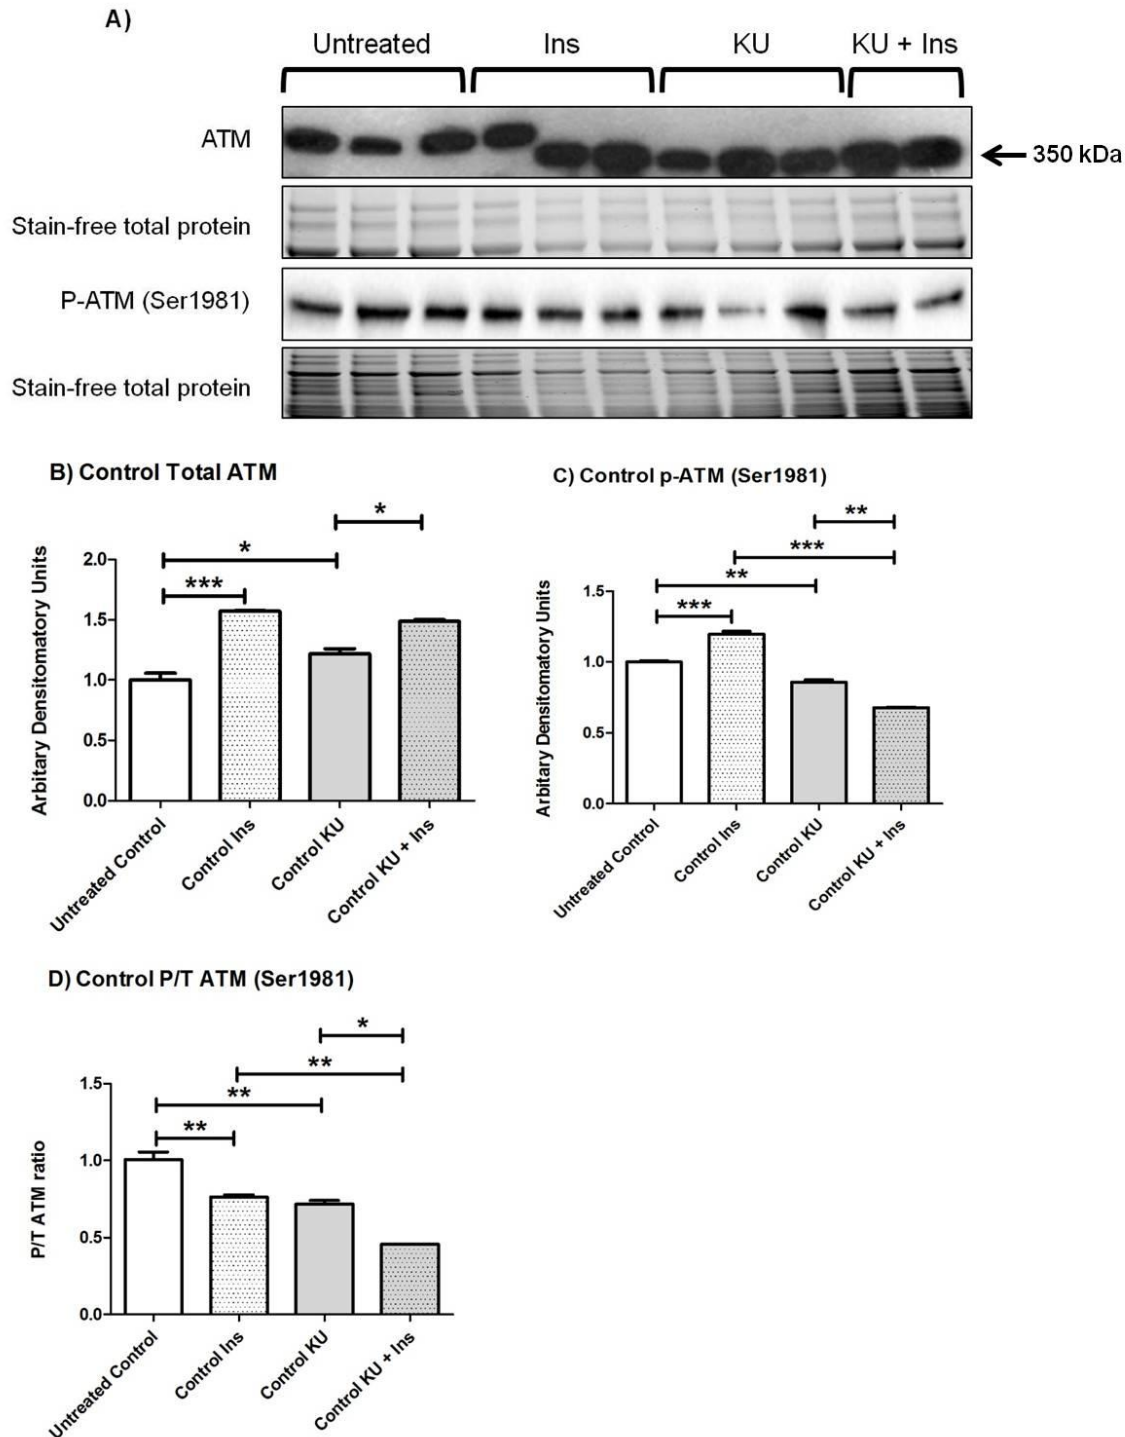 A)
Untreated Ins KU KU + Ins
ATM
350 kDa
Stain-free total protein
P-ATM (Ser1981)
Stain-free total protein
B) Control Total ATM
*
*
***
2.0
1.5
1.0
0.5
0.0
Arbitary Densitomatory Units
Untreated Control
Control Ins
Control KU
Control KU + Ins
C) Control p-ATM (Ser1981)
**
***
**
***
1.5
1.0
0.5
0.0
Arbitary Densitomatory Units
Untreated Control
Control Ins
Control KU
Control KU + Ins
D) Control P/T ATM (Ser1981)
*
**
**
**
1.5
1.0
0.5
0.0
P/T ATM ratio
Untreated Control
Control Ins
Control KU
Control KU + Ins